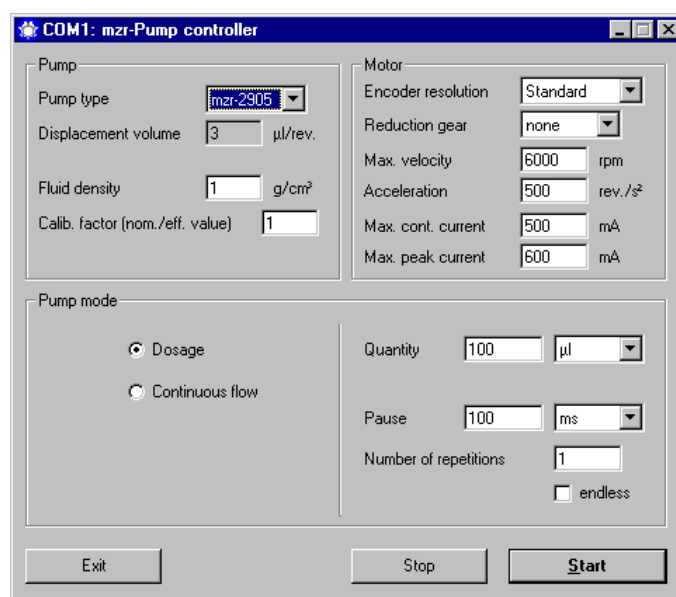 COM1: mzr-Pump controller
Pump
Pump type mzr-2905
Displacement volume 3 µl/rev.
Fluid density 1 g/cm³
Calib. factor (nom./eff. value) 1
Motor
Encoder resolution Standard
Reduction gear none
Max. velocity 6000 rpm
Acceleration 500 rev./s²
Max. cont. current 500 mA
Max. peak current 600 mA
Pump mode
Dosage
Continuous flow
Quantity 100 µl
Pause 100 ms
Number of repetitions 1
endless
Exit Stop Start